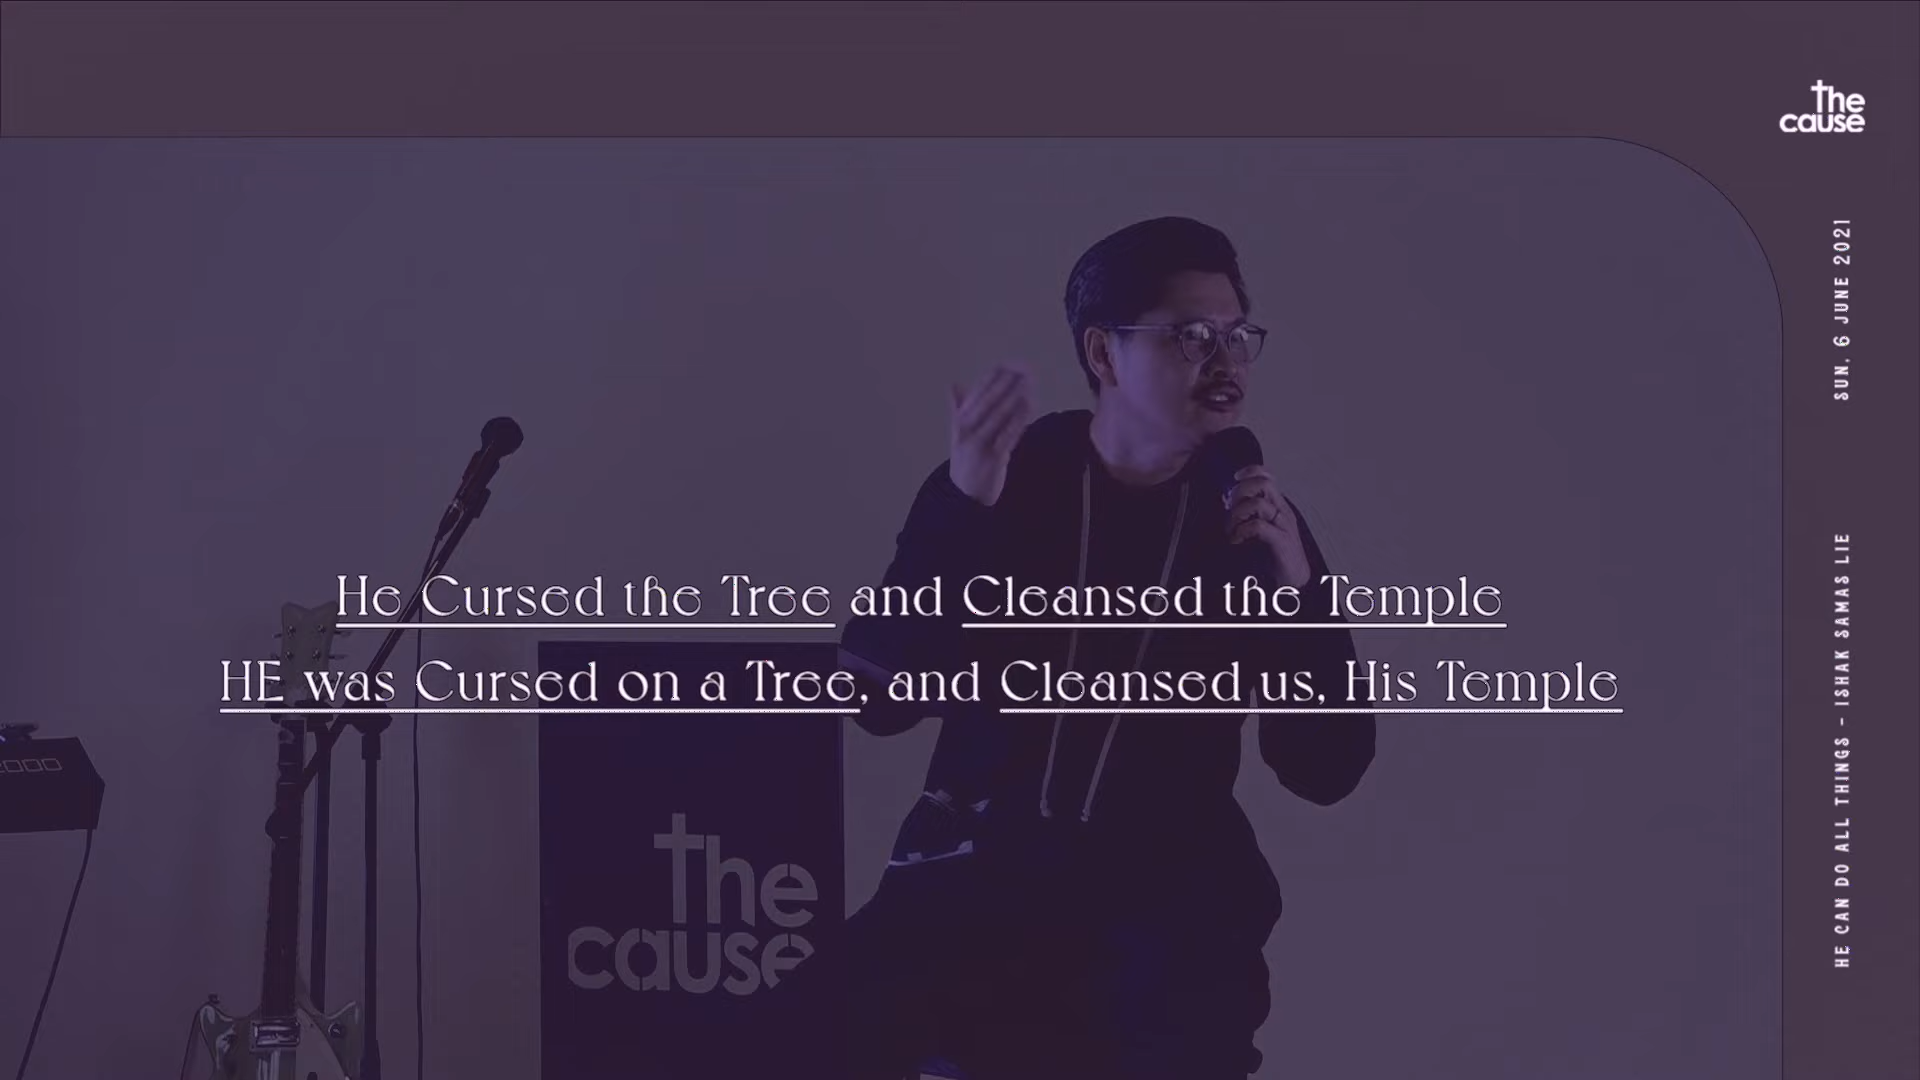 the
cause
SUN, 6 JUNE 2021
He Cursed the Tree and Cleansed the Temple
HE was Cursed on a Tree, and Cleansed us, His Temple
HE CAN DO ALL THINGS - ISHAK SAMAS LIE
the
cause